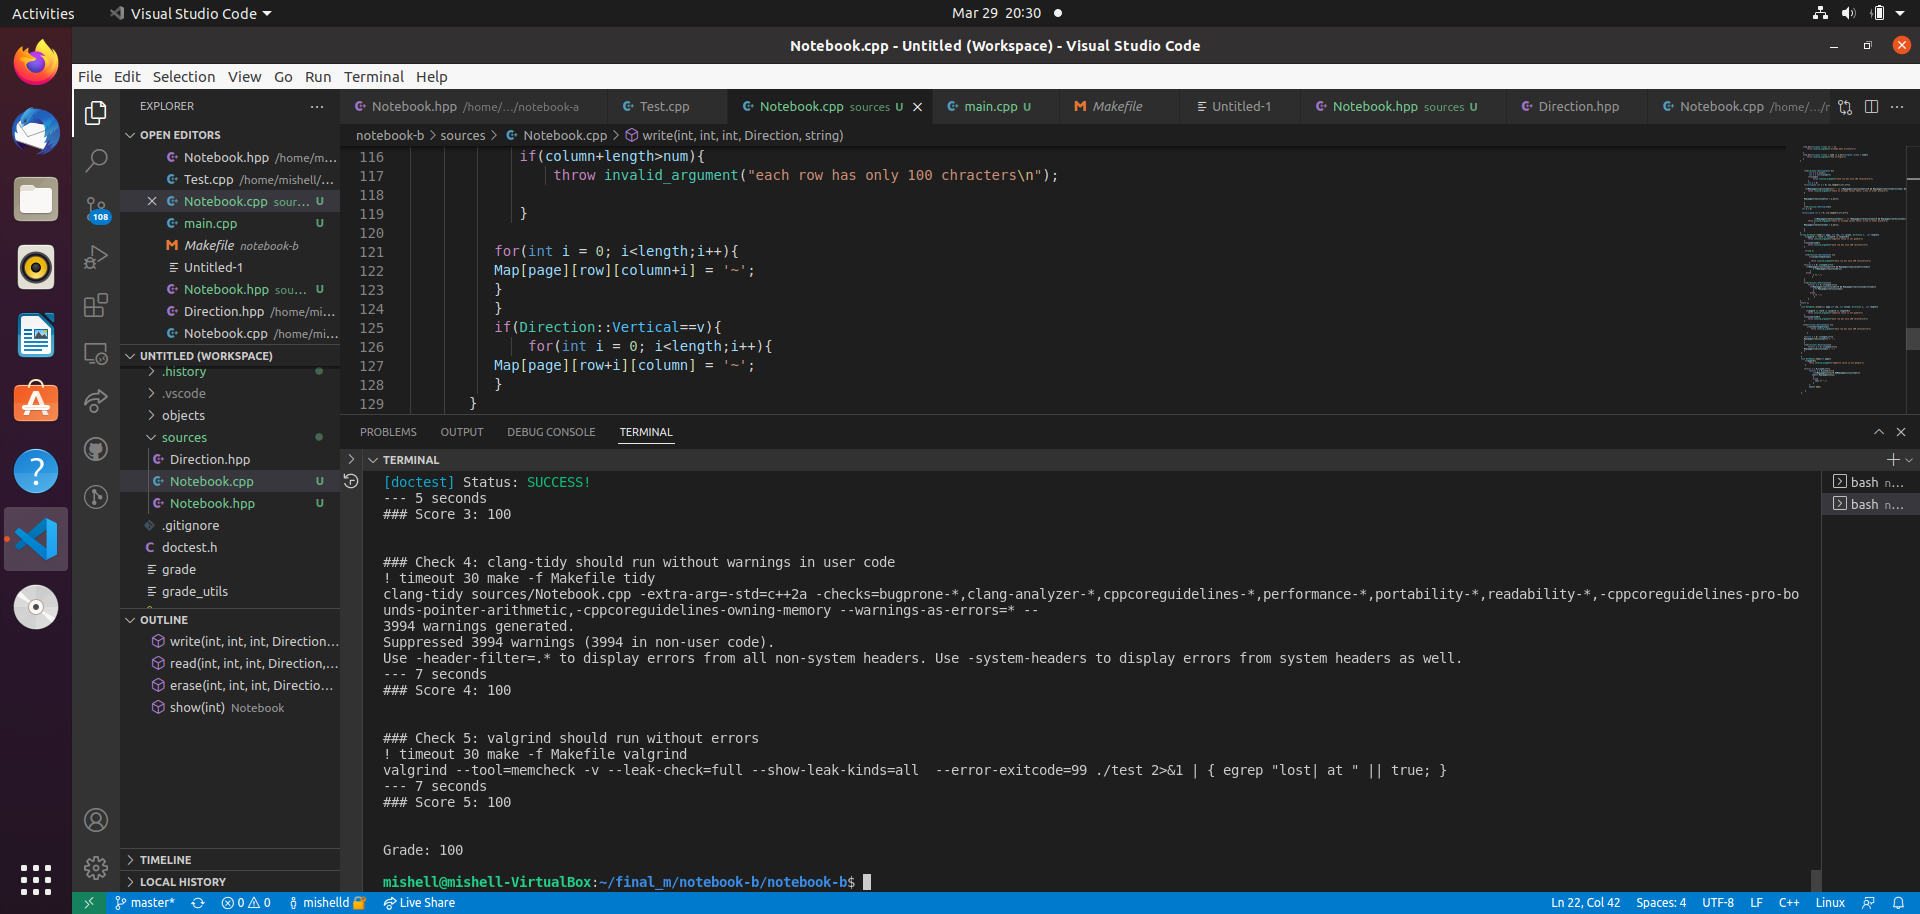 Activities
Visual Studio Code
Mar 29 20:30
Notebook.cpp - Untitled (Workspace) - Visual Studio Code
File Edit Selection View Go Run Terminal Help
EXPLORER
OPEN EDITORS
Notebook.hpp /home/m...
Test.cpp /home/mishell/...
Notebook.cpp sour... U
main.cpp U
Makefile notebook-b
Untitled-1
Notebook.hpp sou... U
Direction.hpp /home/mi...
Notebook.cpp /home/mi...
UNTITLED (WORKSPACE)
.history
.vscode
objects
sources
Direction.hpp
Notebook.cpp U
Notebook.hpp U
.gitignore
doctest.h
grade
grade_utils
OUTLINE
write(int, int, int, Direction...
read(int, int, int, Direction,...
erase(int, int, int, Directio...
show(int) Notebook
TIMELINE
LOCAL HISTORY
108
Notebook.hpp /home/.../notebook-a
Test.cpp
Notebook.cpp sources U
main.cpp U
Makefile
Untitled-1
Notebook.hpp sources U
Direction.hpp
Notebook.cpp /home/.../n
notebook-b > sources > Notebook.cpp > write(int, int, int, Direction, string)
116 if(column+length>num){
117 throw invalid_argument("each row has only 100 chracters\n");
118
119 }
120
121 for(int i = 0; i<length;i++){
122 Map[page][row][column+i] = '~';
123 }
124 }
125 if(Direction::Vertical==v){
126 for(int i = 0; i<length;i++){
127 Map[page][row+i][column] = '~';
128 }
129 }
PROBLEMS OUTPUT DEBUG CONSOLE TERMINAL
TERMINAL
[doctest] Status: SUCCESS!
--- 5 seconds
### Score 3: 100
### Check 4: clang-tidy should run without warnings in user code
! timeout 30 make -f Makefile tidy
clang-tidy sources/Notebook.cpp -extra-arg=-std=c++2a -checks=bugprone-*,clang-analyzer-*,cppcoreguidelines-*,performance-*,portability-*,readability-*,-cppcoreguidelines-pro-bo
unds-pointer-arithmetic,-cppcoreguidelines-owning-memory --warnings-as-errors=* --
3994 warnings generated.
Suppressed 3994 warnings (3994 in non-user code).
Use -header-filter=.* to display errors from all non-system headers. Use -system-headers to display errors from system headers as well.
--- 7 seconds
### Score 4: 100
### Check 5: valgrind should run without errors
! timeout 30 make -f Makefile valgrind
valgrind --tool=memcheck -v --leak-check=full --show-leak-kinds=all  --error-exitcode=99 ./test 2>&1 | { egrep "lost| at " || true; }
--- 7 seconds
### Score 5: 100
Grade: 100
mishell@mishell-VirtualBox:~/final_m/notebook-b/notebook-b$
bash n...
bash n...
master* 0 0 mishelld Live Share
Ln 22, Col 42 Spaces: 4 UTF-8 LF C++ Linux